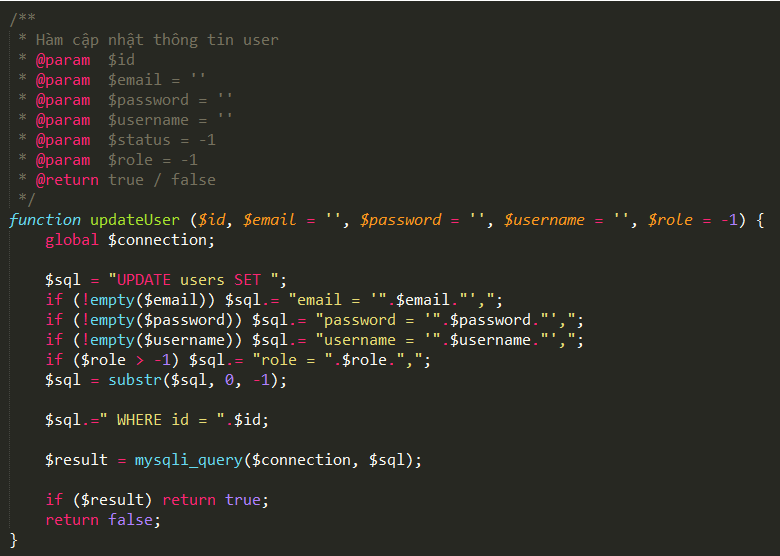 /**
 * Hàm cập nhật thông tin user
 * @param  $id
 * @param  $email = ''
 * @param  $password = ''
 * @param  $username = ''
 * @param  $status = -1
 * @param  $role = -1
 * @return true / false
 */
function updateUser ($id, $email = '', $password = '', $username = '', $role = -1) {
    global $connection;

    $sql = "UPDATE users SET ";
    if (!empty($email)) $sql.= "email = '".$email."',";
    if (!empty($password)) $sql.= "password = '".$password."',";
    if (!empty($username)) $sql.= "username = '".$username."',";
    if ($role > -1) $sql.= "role = ".$role.",";
    $sql = substr($sql, 0, -1);

    $sql.=" WHERE id = ".$id;

    $result = mysqli_query($connection, $sql);

    if ($result) return true;
    return false;
}